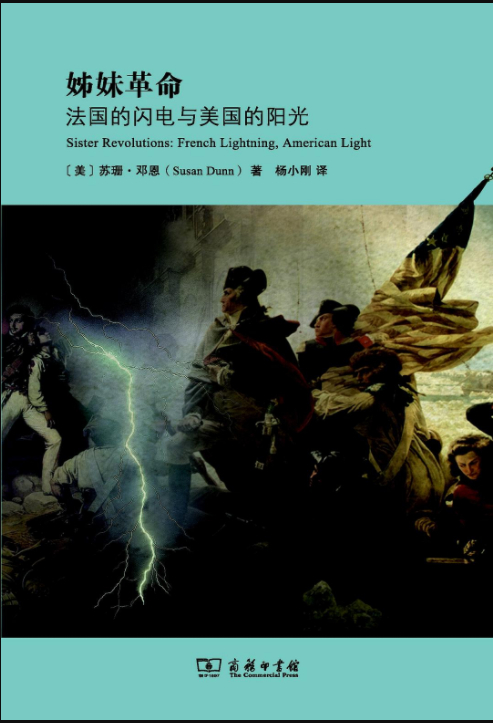 姊妹革命
法国的闪电与美国的阳光
Sister Revolutions: French Lightning, American Light
［美］苏珊·邓恩（Susan Dunn）著　杨小刚 译
商務印書館
The Commercial Press